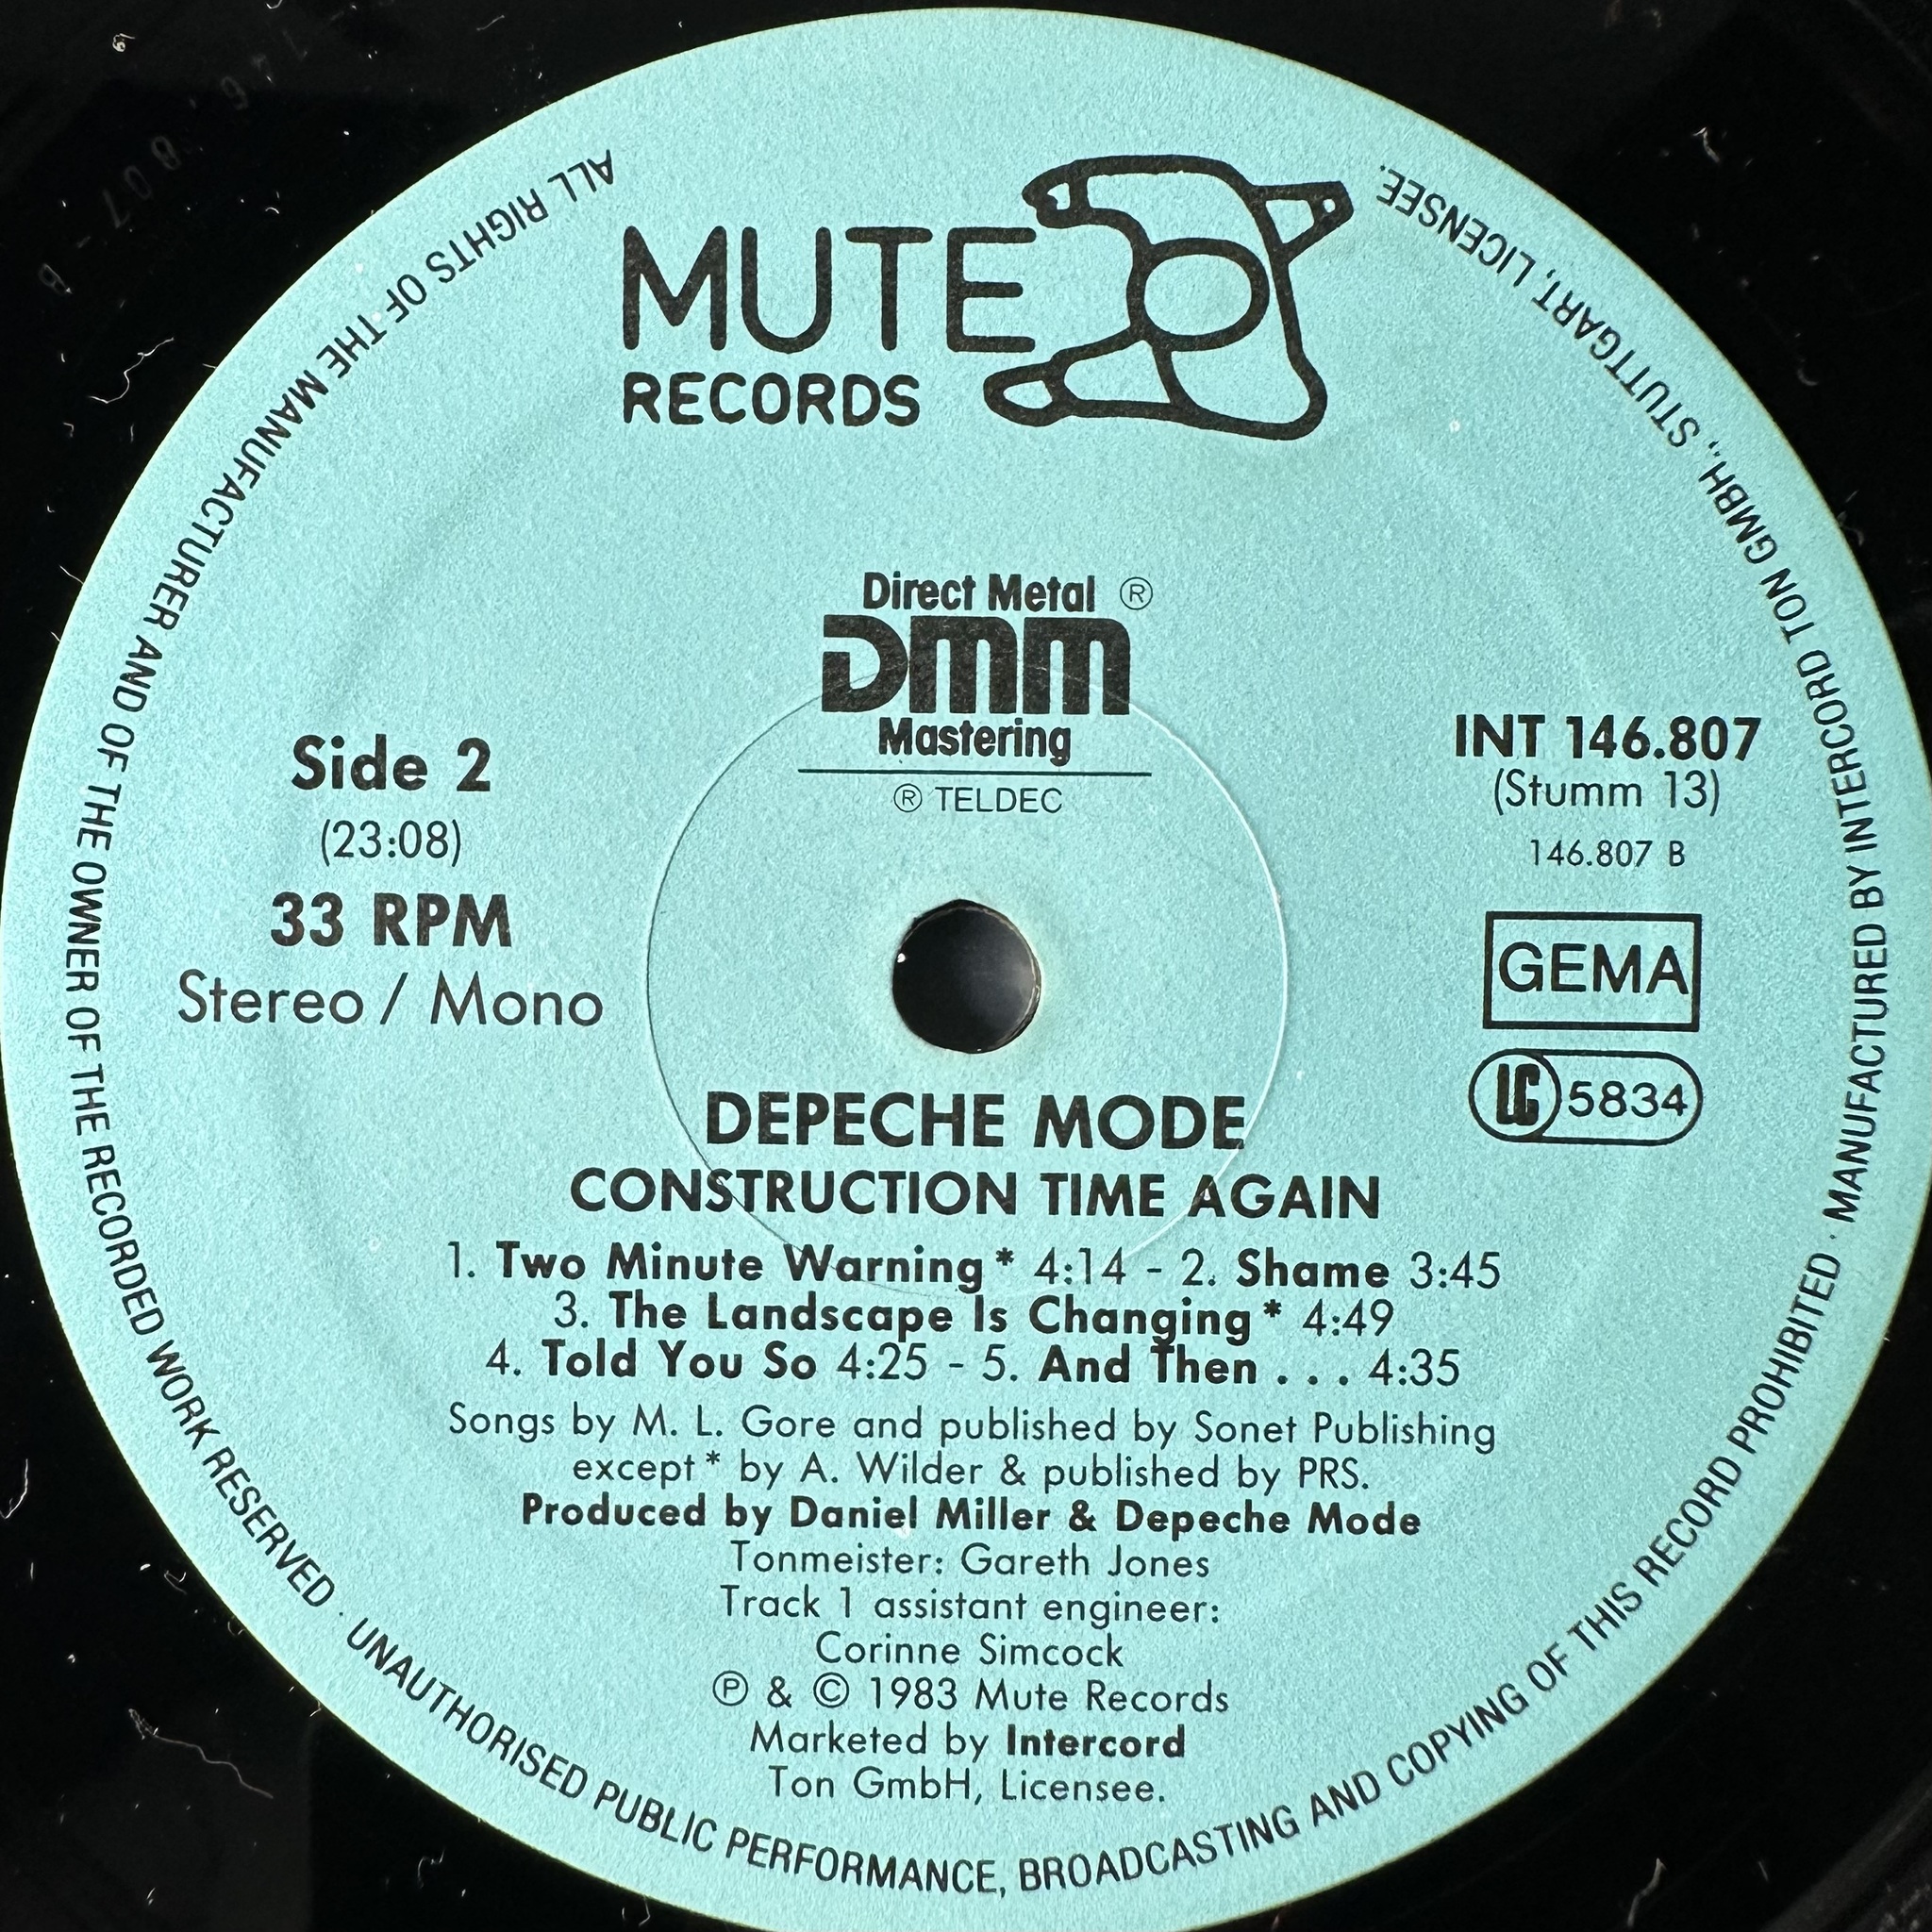 MUTE
RECORDS
Direct Metal ®
DMM
Mastering
® TELDEC
Side 2
(23:08)
33 RPM
Stereo / Mono
INT 146.807
(Stumm 13)
146.807 B
GEMA
LC 5834
DEPECHE MODE
CONSTRUCTION TIME AGAIN
1. Two Minute Warning* 4:14 - 2. Shame 3:45
3. The Landscape Is Changing* 4:49
4. Told You So 4:25 - 5. And Then . . . 4:35
Songs by M. L. Gore and published by Sonet Publishing
except* by A. Wilder & published by PRS.
Produced by Daniel Miller & Depeche Mode
Tonmeister: Gareth Jones
Track 1 assistant engineer:
Corinne Simcock
℗ & © 1983 Mute Records
Marketed by Intercord
Ton GmbH, Licensee.
ALL RIGHTS OF THE MANUFACTURER AND OF THE OWNER OF THE RECORDED WORK RESERVED · UNAUTHORISED PUBLIC PERFORMANCE, BROADCASTING AND COPYING OF THIS RECORD PROHIBITED · MANUFACTURED BY INTERCORD TON GMBH., STUTTGART, LICENSEE.
146 807 - B